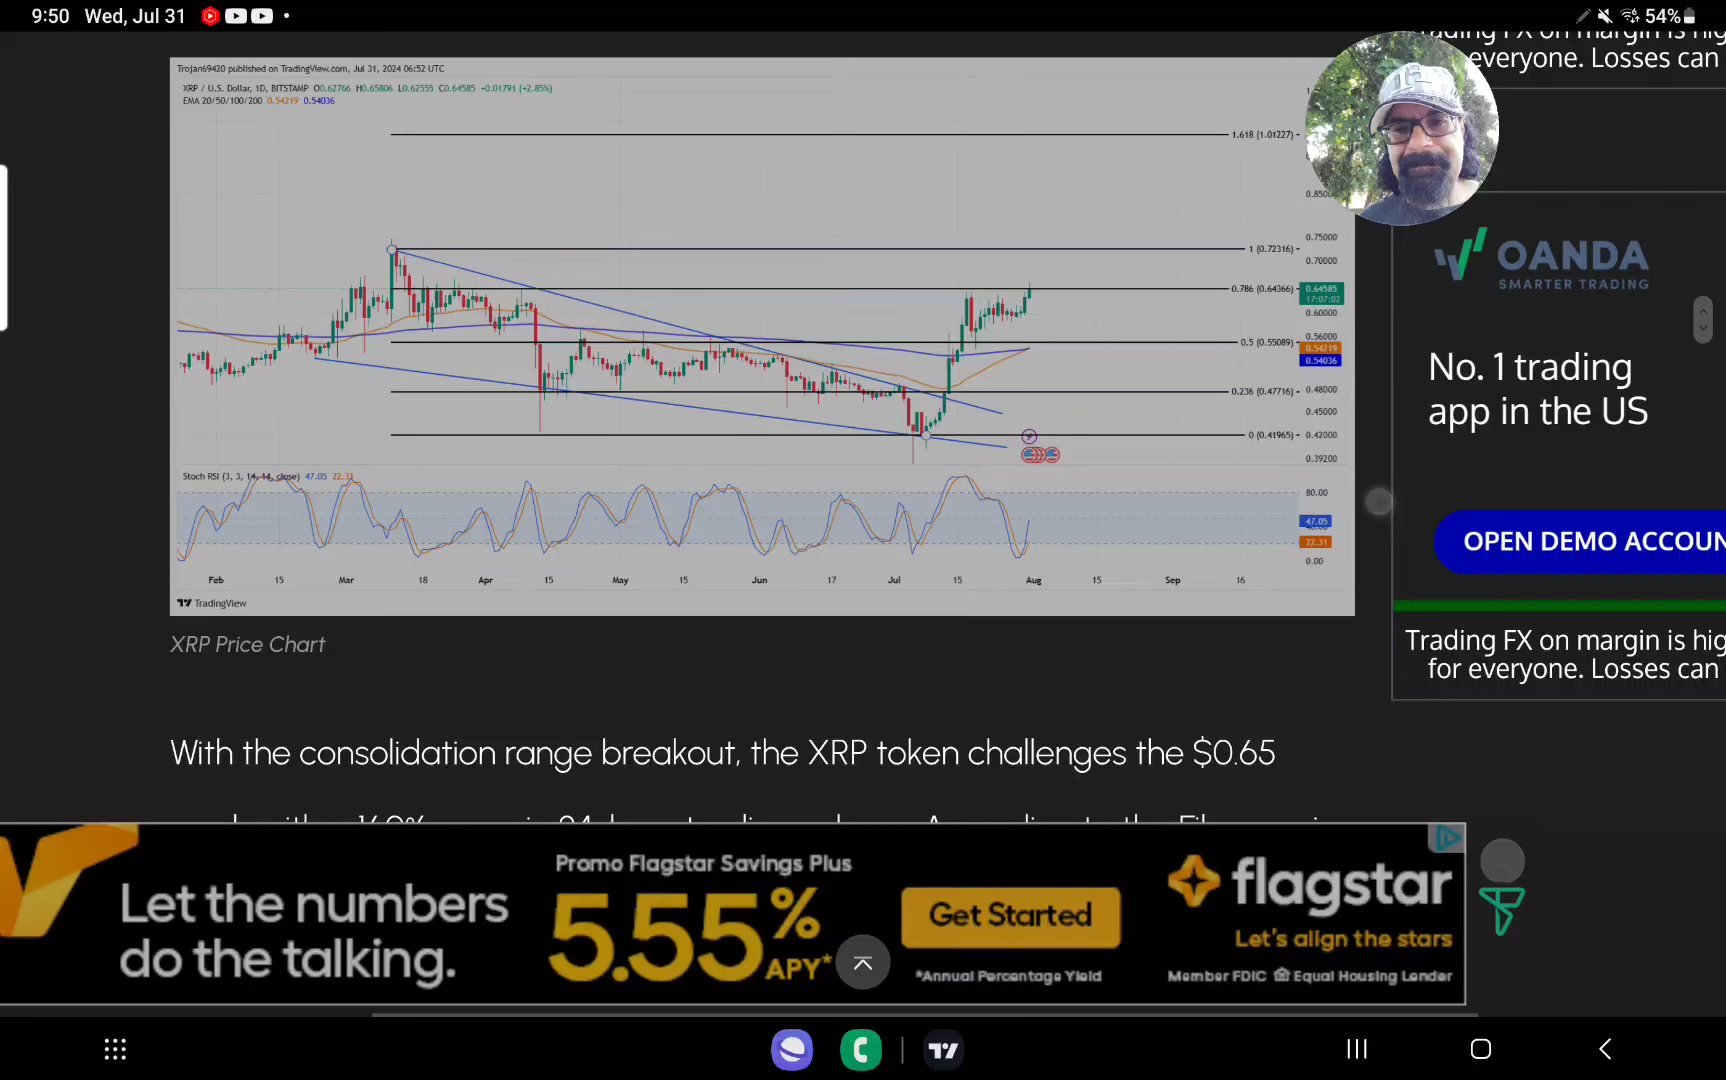 9:50 Wed, Jul 31
54%
everyone. Losses can
Trojan69420 published on TradingView.com, Jul 31, 2024 06:52 UTC
XRP / U.S. Dollar, 1D, BITSTAMP O0.62766 H0.65806 L0.62555 C0.64585 +0.01791 (+2.85%)
EMA 20/50/100/200 0.54219 0.54036
1.618 (1.01227)
0.8500
0.75000
1 (0.72316)
0.70000
0.786 (0.64366)
0.64585
17:07:02
0.60000
0.56000
0.5 (0.55089)
0.54219
0.54036
0.48000
0.236 (0.47716)
0.45000
0 (0.41965)
0.42000
0.39200
Stoch RSI (3, 3, 14, 14, close) 47.05 22.31
80.00
47.05
22.31
0.00
Feb 15 Mar 18 Apr 15 May 15 Jun 17 Jul 15 Aug 15 Sep 16
TradingView
XRP Price Chart
OANDA
SMARTER TRADING
No. 1 trading
app in the US
OPEN DEMO ACCOUN
Trading FX on margin is hig
for everyone. Losses can
With the consolidation range breakout, the XRP token challenges the $0.65
Let the numbers
do the talking.
Promo Flagstar Savings Plus
5.55%
APY*
Get Started
*Annual Percentage Yield
flagstar
Let's align the stars
Member FDIC Equal Housing Lender